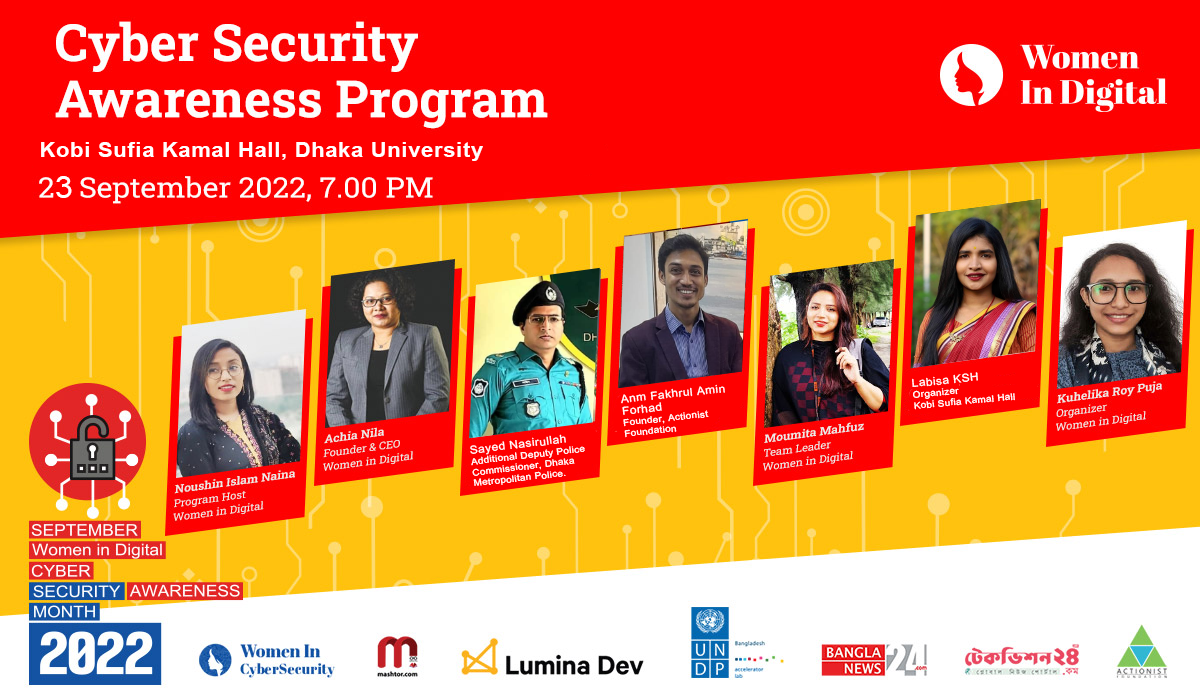 Cyber Security
Awareness Program
Kobi Sufia Kamal Hall, Dhaka University
23 September 2022, 7.00 PM
Women
In Digital
DH
Noushin Islam Naina
Program Host
Women in Digital
Achia Nila
Founder & CEO
Women in Digital
Sayed Nasirullah
Additional Deputy Police
Commissioner, Dhaka
Metropolitan Police.
Anm Fakhrul Amin
Forhad
Founder, Actionist
Foundation
Moumita Mahfuz
Team Leader
Women in Digital
Labisa KSH
Organizer
Kobi Sufia Kamal Hall
Kuhelika Roy Puja
Organizer
Women in Digital
SEPTEMBER
Women in Digital
CYBER
SECURITY AWARENESS
MONTH
2022
Women In
CyberSecurity
mashtor.com
Lumina Dev
U N
D P
Bangladesh
accelerator
lab
BANGLA
NEWS 24.com
টেকভিশন২৪.কম
ACTIONIST
FOUNDATION